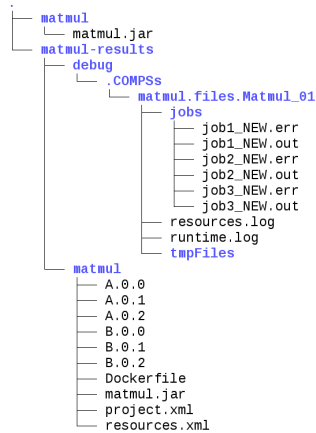 .
matmul
matmul.jar
matmul-results
debug
.COMPSs
matmul.files.Matmul_01
jobs
job1_NEW.err
job1_NEW.out
job2_NEW.err
job2_NEW.out
job3_NEW.err
job3_NEW.out
resources.log
runtime.log
tmpFiles
matmul
A.0.0
A.0.1
A.0.2
B.0.0
B.0.1
B.0.2
Dockerfile
matmul.jar
project.xml
resources.xml